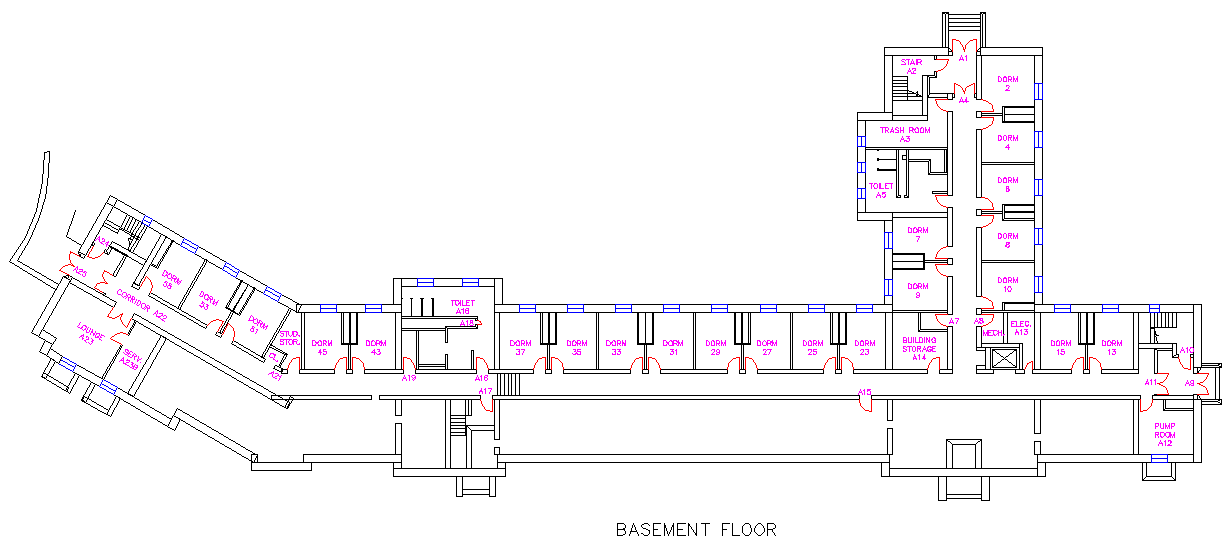 A1
STAIR
A2
DORM
2
A4
TRASH ROOM
A3
DORM
4
TOILET
A5
DORM
6
DORM
7
DORM
8
DORM
9
DORM
10
A24
A25
DORM
55
CORRIDOR A22
DORM
53
DORM
51
LOUNGE
A23
SERV.
A23B
STUD.
STOR.
CL.
A21
DORM
45
DORM
43
TOILET
A18
A18
A19
A16
A17
DORM
37
DORM
35
DORM
33
DORM
31
DORM
29
DORM
27
DORM
25
DORM
23
A15
BUILDING
STORAGE
A14
A7
A8
MECH.
ELEC.
A13
DORM
15
DORM
13
A10
A11
A9
PUMP
ROOM
A12
BASEMENT FLOOR